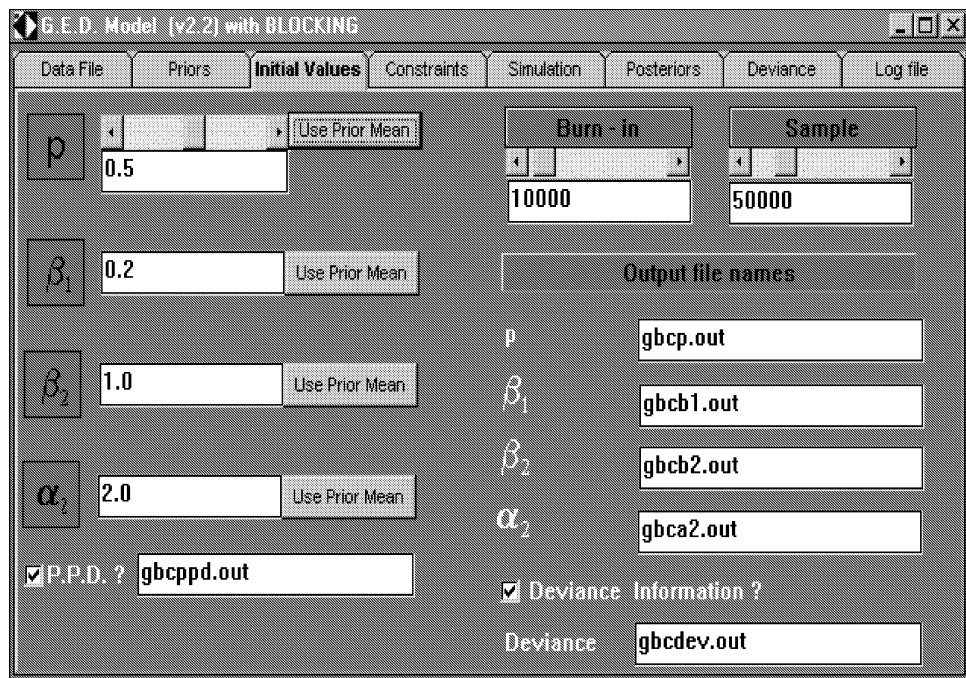 G.E.D. Model (v2.2) with BLOCKING
Data File Priors Initial Values Constraints Simulation Posteriors Deviance Log file
p Use Prior Mean
0.5
Burn - in Sample
10000 50000
β₁ 0.2 Use Prior Mean
Output file names
p gbcp.out
β₂ 1.0 Use Prior Mean
β₁ gbcb1.out
β₂ gbcb2.out
α₂ 2.0 Use Prior Mean
α₂ gbca2.out
P.P.D. ? gbcppd.out
Deviance Information ?
Deviance gbcdev.out